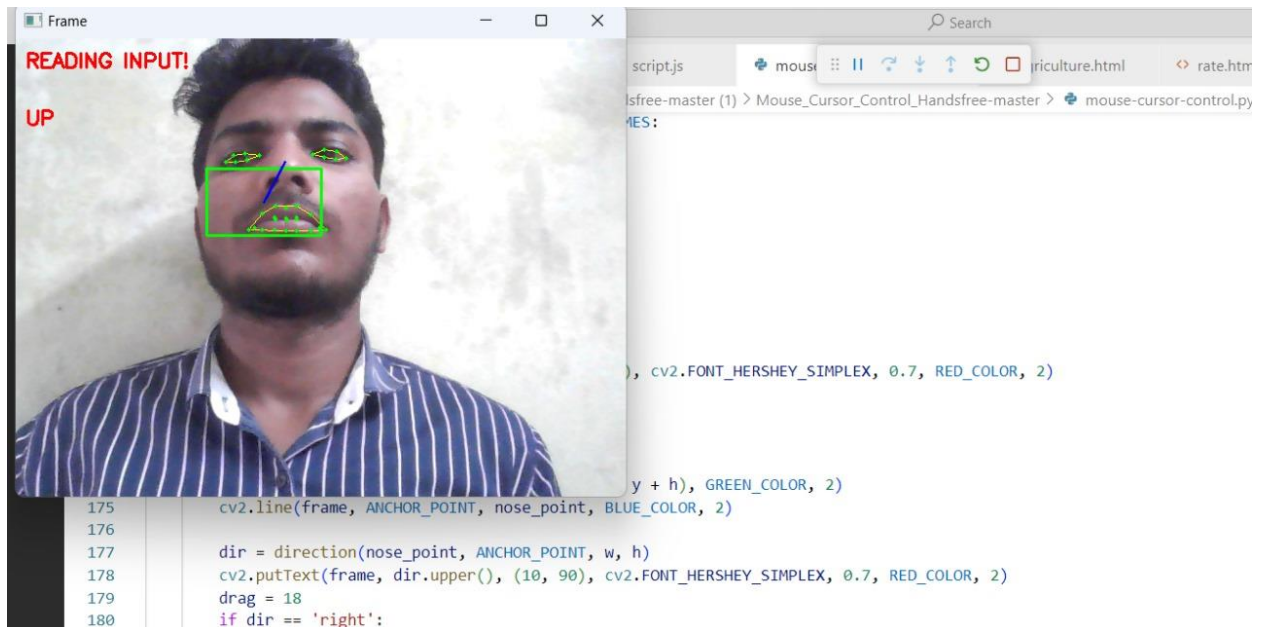 Frame
Search
READING INPUT!
UP
script.js mouse riculture.html rate.htm
sfree-master (1) > Mouse_Cursor_Control_Handsfree-master > mouse-cursor-control.py
MES:
), cv2.FONT_HERSHEY_SIMPLEX, 0.7, RED_COLOR, 2)
y + h), GREEN_COLOR, 2)
175 cv2.line(frame, ANCHOR_POINT, nose_point, BLUE_COLOR, 2)
176
177 dir = direction(nose_point, ANCHOR_POINT, w, h)
178 cv2.putText(frame, dir.upper(), (10, 90), cv2.FONT_HERSHEY_SIMPLEX, 0.7, RED_COLOR, 2)
179 drag = 18
180 if dir == 'right':